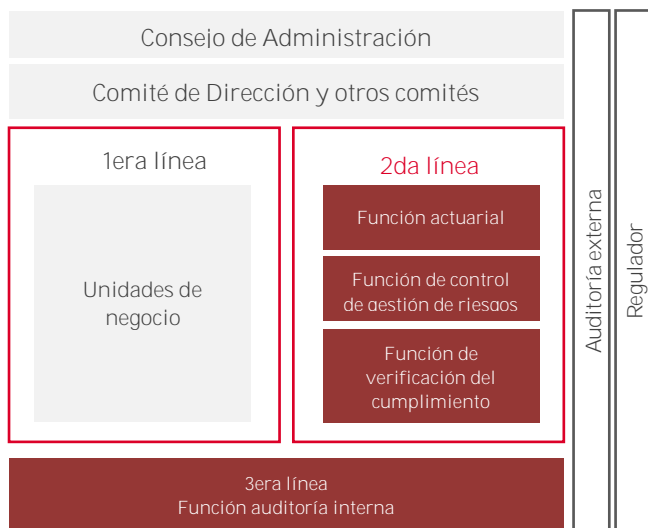 Consejo de Administración
Comité de Dirección y otros comités
1era línea
Unidades de
negocio
2da línea
Función actuarial
Función de control
de gestión de riesgos
Función de
verificación del
cumplimiento
3era línea
Función auditoría interna
Auditoría externa
Regulador